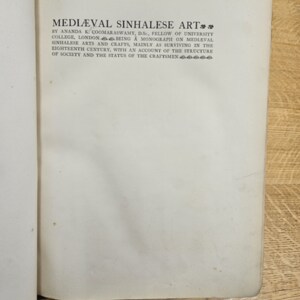 MEDIÆVAL SINHALESE ART
BY ANANDA K. COOMARASWAMY, D.Sc., FELLOW OF UNIVERSITY
COLLEGE, LONDON BEING A MONOGRAPH ON MEDIÆVAL
SINHALESE ARTS AND CRAFTS, MAINLY AS SURVIVING IN THE
EIGHTEENTH CENTURY, WITH AN ACCOUNT OF THE STRUCTURE
OF SOCIETY AND THE STATUS OF THE CRAFTSMEN